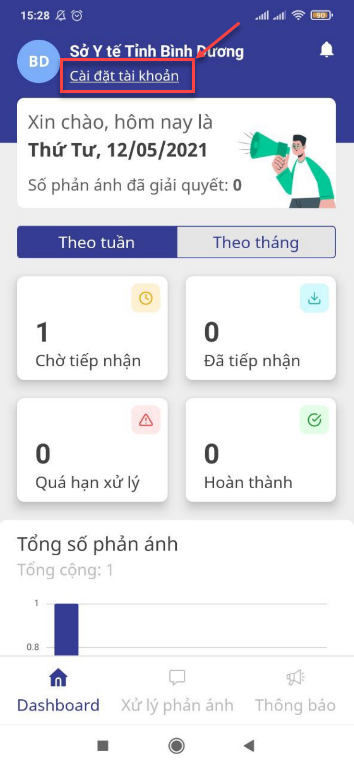 15:28 90
BD Sở Y tế Tỉnh Bình Dương
Cài đặt tài khoản
Xin chào, hôm nay là
Thứ Tư, 12/05/2021
Số phản ánh đã giải quyết: 0
Theo tuần Theo tháng
1 0
Chờ tiếp nhận Đã tiếp nhận
0 0
Quá hạn xử lý Hoàn thành
Tổng số phản ánh
Tổng cộng: 1
1
0.8
Dashboard Xử lý phản ánh Thông báo